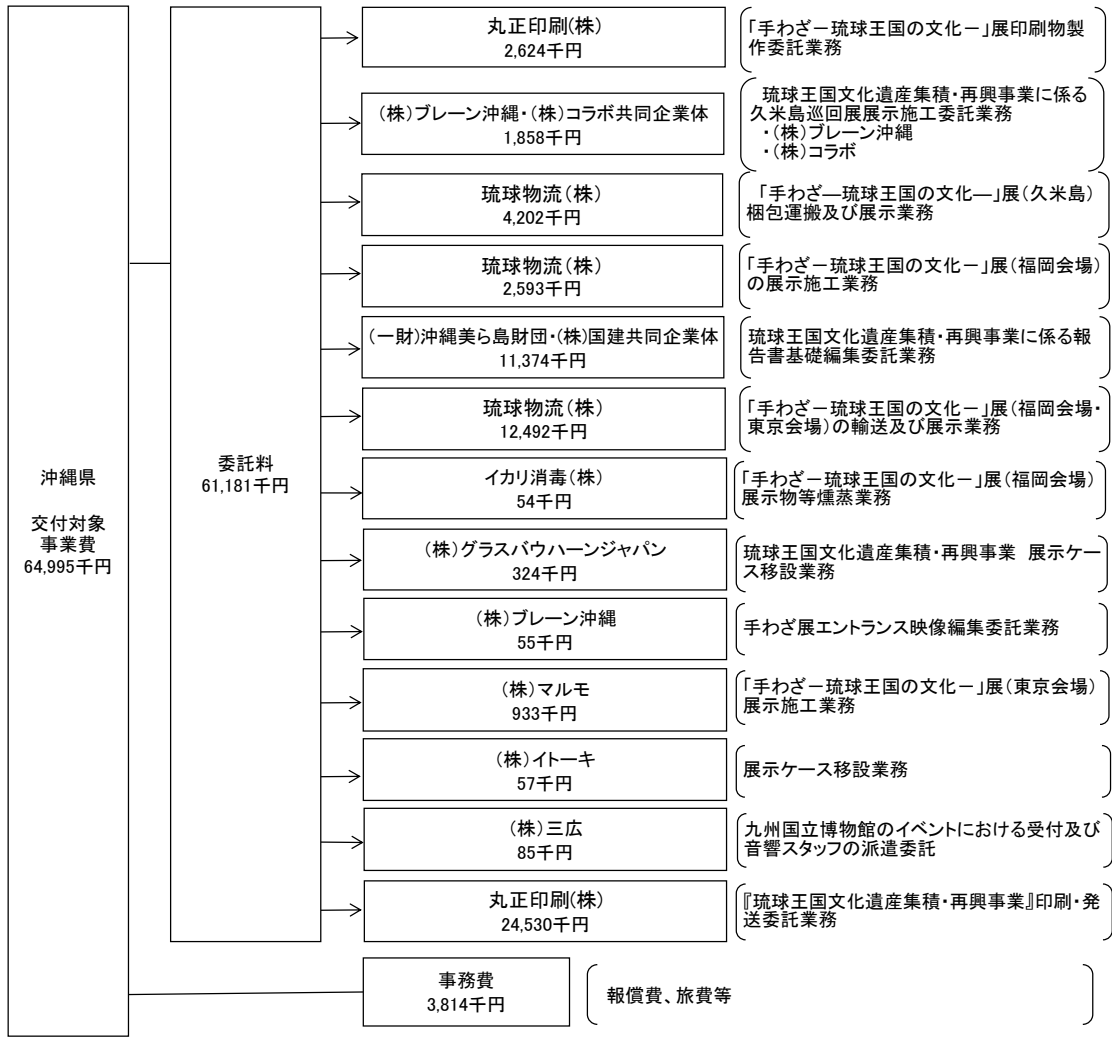 沖縄県
交付対象
事業費
64,995千円
委託料
61,181千円
丸正印刷(株)
2,624千円
「手わざ－琉球王国の文化－」展印刷物製
作委託業務
(株)ブレーン沖縄・(株)コラボ共同企業体
1,858千円
琉球王国文化遺産集積・再興事業に係る
久米島巡回展展示施工委託業務
・(株)ブレーン沖縄
・(株)コラボ
琉球物流(株)
4,202千円
「手わざ―琉球王国の文化―」展(久米島)
梱包運搬及び展示業務
琉球物流(株)
2,593千円
「手わざ－琉球王国の文化－」展(福岡会場)
の展示施工業務
(一財)沖縄美ら島財団・(株)国建共同企業体
11,374千円
琉球王国文化遺産集積・再興事業に係る報
告書基礎編集委託業務
琉球物流(株)
12,492千円
「手わざ－琉球王国の文化－」展(福岡会場・
東京会場)の輸送及び展示業務
イカリ消毒(株)
54千円
「手わざ－琉球王国の文化－」展(福岡会場)
展示物等燻蒸業務
(株)グラスバウハーンジャパン
324千円
琉球王国文化遺産集積・再興事業 展示ケー
ス移設業務
(株)ブレーン沖縄
55千円
手わざ展エントランス映像編集委託業務
(株)マルモ
933千円
「手わざ－琉球王国の文化－」展(東京会場)
展示施工業務
(株)イトーキ
57千円
展示ケース移設業務
(株)三広
85千円
九州国立博物館のイベントにおける受付及び
音響スタッフの派遣委託
丸正印刷(株)
24,530千円
『琉球王国文化遺産集積・再興事業』印刷・発
送委託業務
事務費
3,814千円
報償費、旅費等